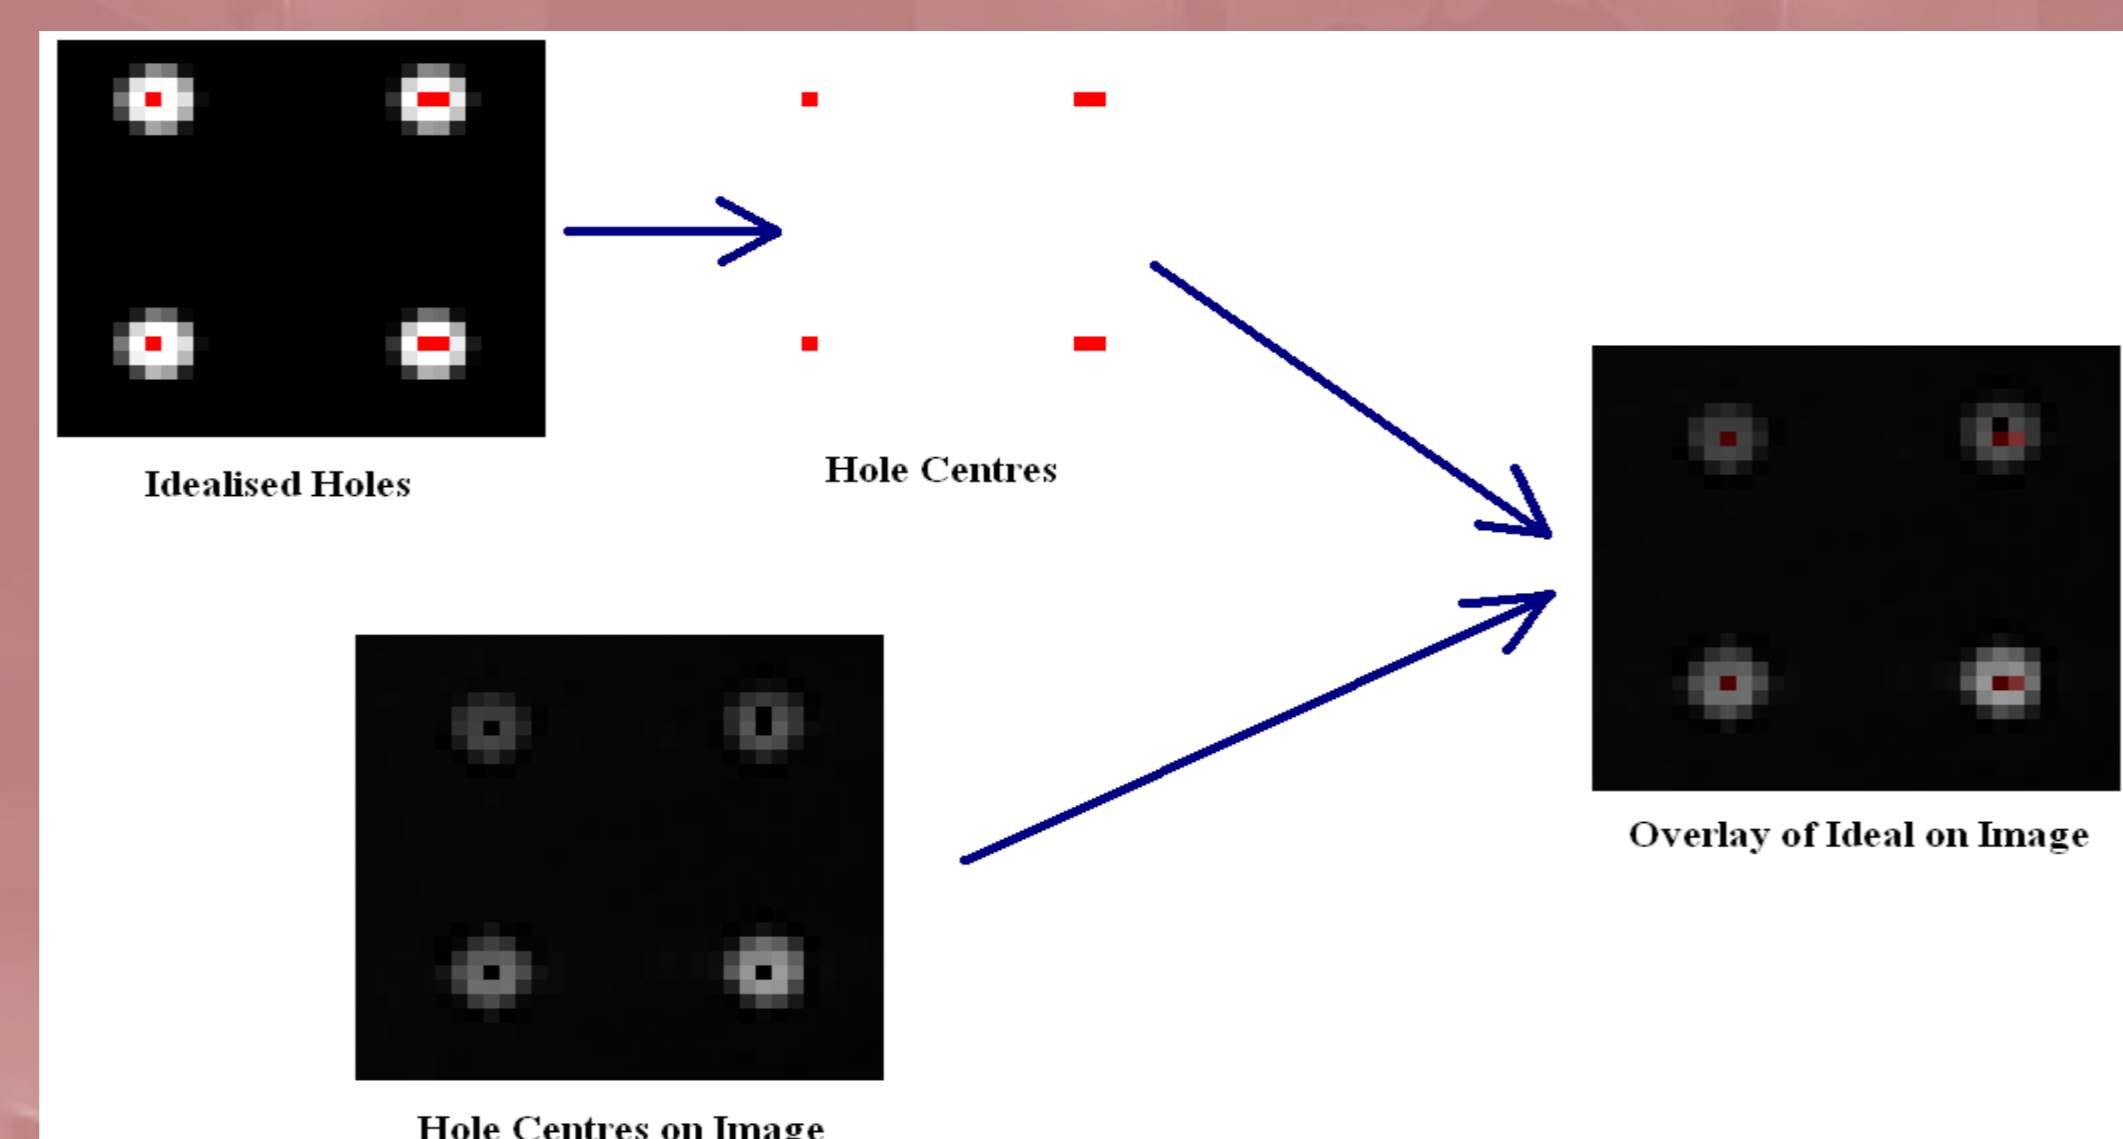 Idealised Holes
Hole Centres
Overlay of Ideal on Image
Hole Centres on Image